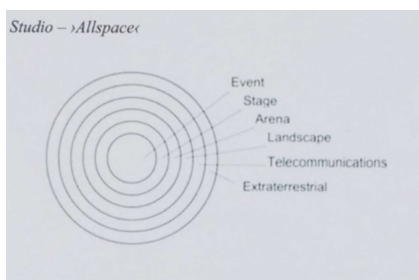 Studio – ›Allspace‹
Event
Stage
Arena
Landscape
Telecommunications
Extraterrestrial